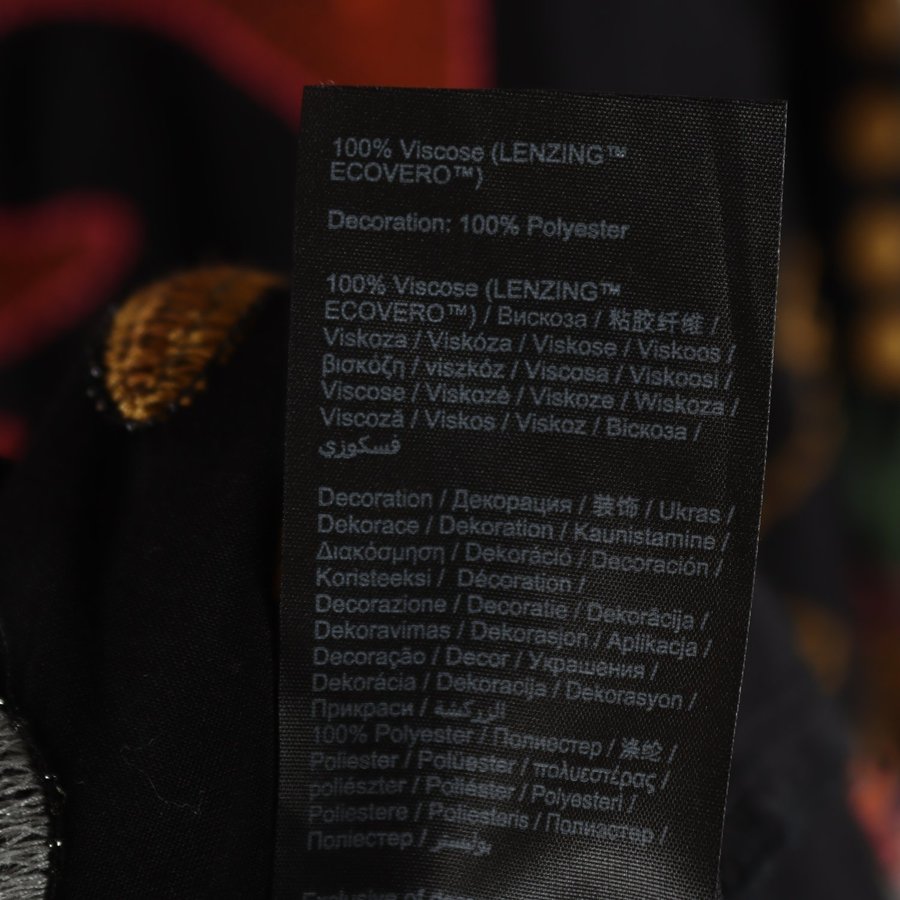 100% Viscose (LENZING™
ECOVERO™)
Decoration: 100% Polyester
100% Viscose (LENZING™
ECOVERO™) / Вискоза / 粘胶纤维 /
Viskoza / Viskóza / Viskose / Viskoos /
βισκόζη / viszkóz / Viscosa / Viskoosi /
Viscose / Viskozė / Viskoze / Wiskoza /
Viscoză / Viskos / Viskoz / Віскоза /
فسكوزي
Decoration / Декорация / 装饰 / Ukras /
Dekorace / Dekoration / Kaunistamine /
Διακόσμηση / Dekoráció / Decoración /
Koristeeksi / Décoration /
Decorazione / Decoratie / Dekorācija /
Dekoravimas / Dekorasjon / Aplikacja /
Decoração / Decor / Украшения /
Dekorácia / Dekoracija / Dekorasyon /
Прикраси / الزركشة
100% Polyester / Полиестер / 涤纶 /
Poliester / Polüester / πολυεστέρας /
poliészter / Poliéster / Polyesteri /
Poliestere / Poliesteris / Полиэстер /
Поліестер / بوليستر
Exclusive of